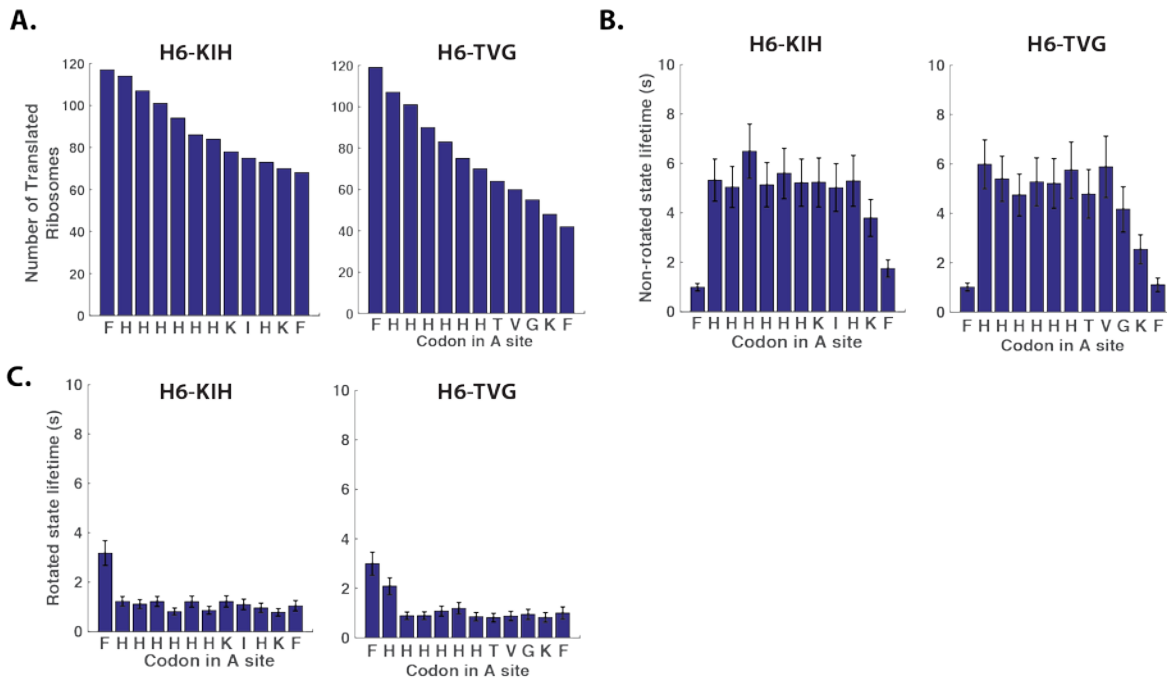 A.
H6-KIH
H6-TVG
Number of Translated
Ribosomes
120
100
80
60
40
20
0
F H H H H H H K I H K F
120
100
80
60
40
20
0
F H H H H H H T V G K F
Codon in A site
B.
H6-KIH
H6-TVG
Non-rotated state lifetime (s)
10
8
6
4
2
0
F H H H H H H K I H K F
Codon in A site
10
8
6
4
2
0
F H H H H H H T V G K F
Codon in A site
C.
H6-KIH
H6-TVG
Rotated state lifetime (s)
10
8
6
4
2
0
F H H H H H H K I H K F
Codon in A site
10
8
6
4
2
0
F H H H H H H T V G K F
Codon in A site